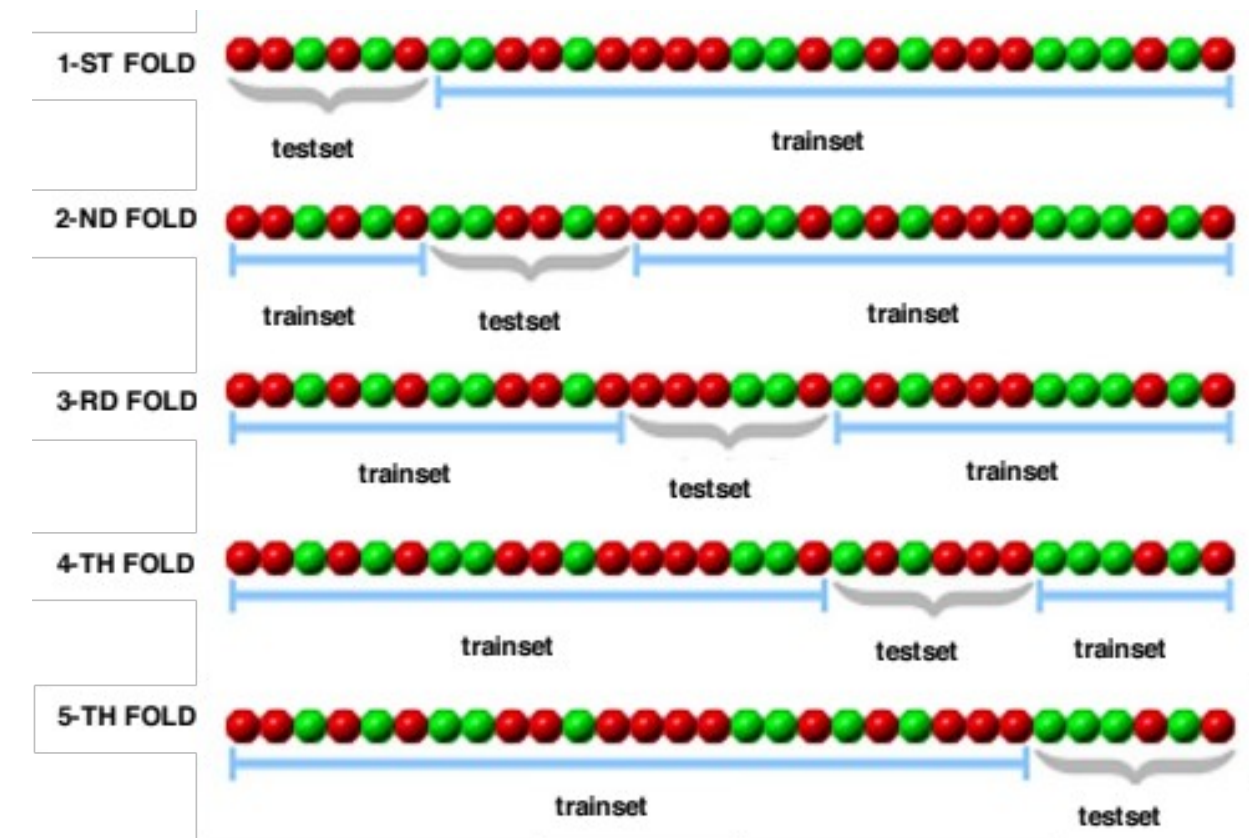 1-ST FOLD
testset
trainset
2-ND FOLD
trainset
testset
trainset
3-RD FOLD
trainset
testset
trainset
4-TH FOLD
trainset
testset
trainset
5-TH FOLD
trainset
testset